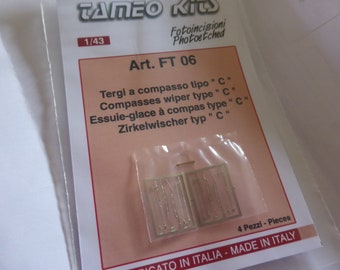 TAMEO KITS
Fotoincisioni
Photoetched
1/43
Art. FT 06
Tergi a compasso tipo " C "
Compasses wiper type " C "
Essuie-glace à compas type " C "
Zirkelwischer typ " C "
4 Pezzi - Pieces
ICATO IN ITALIA - MADE IN ITALY